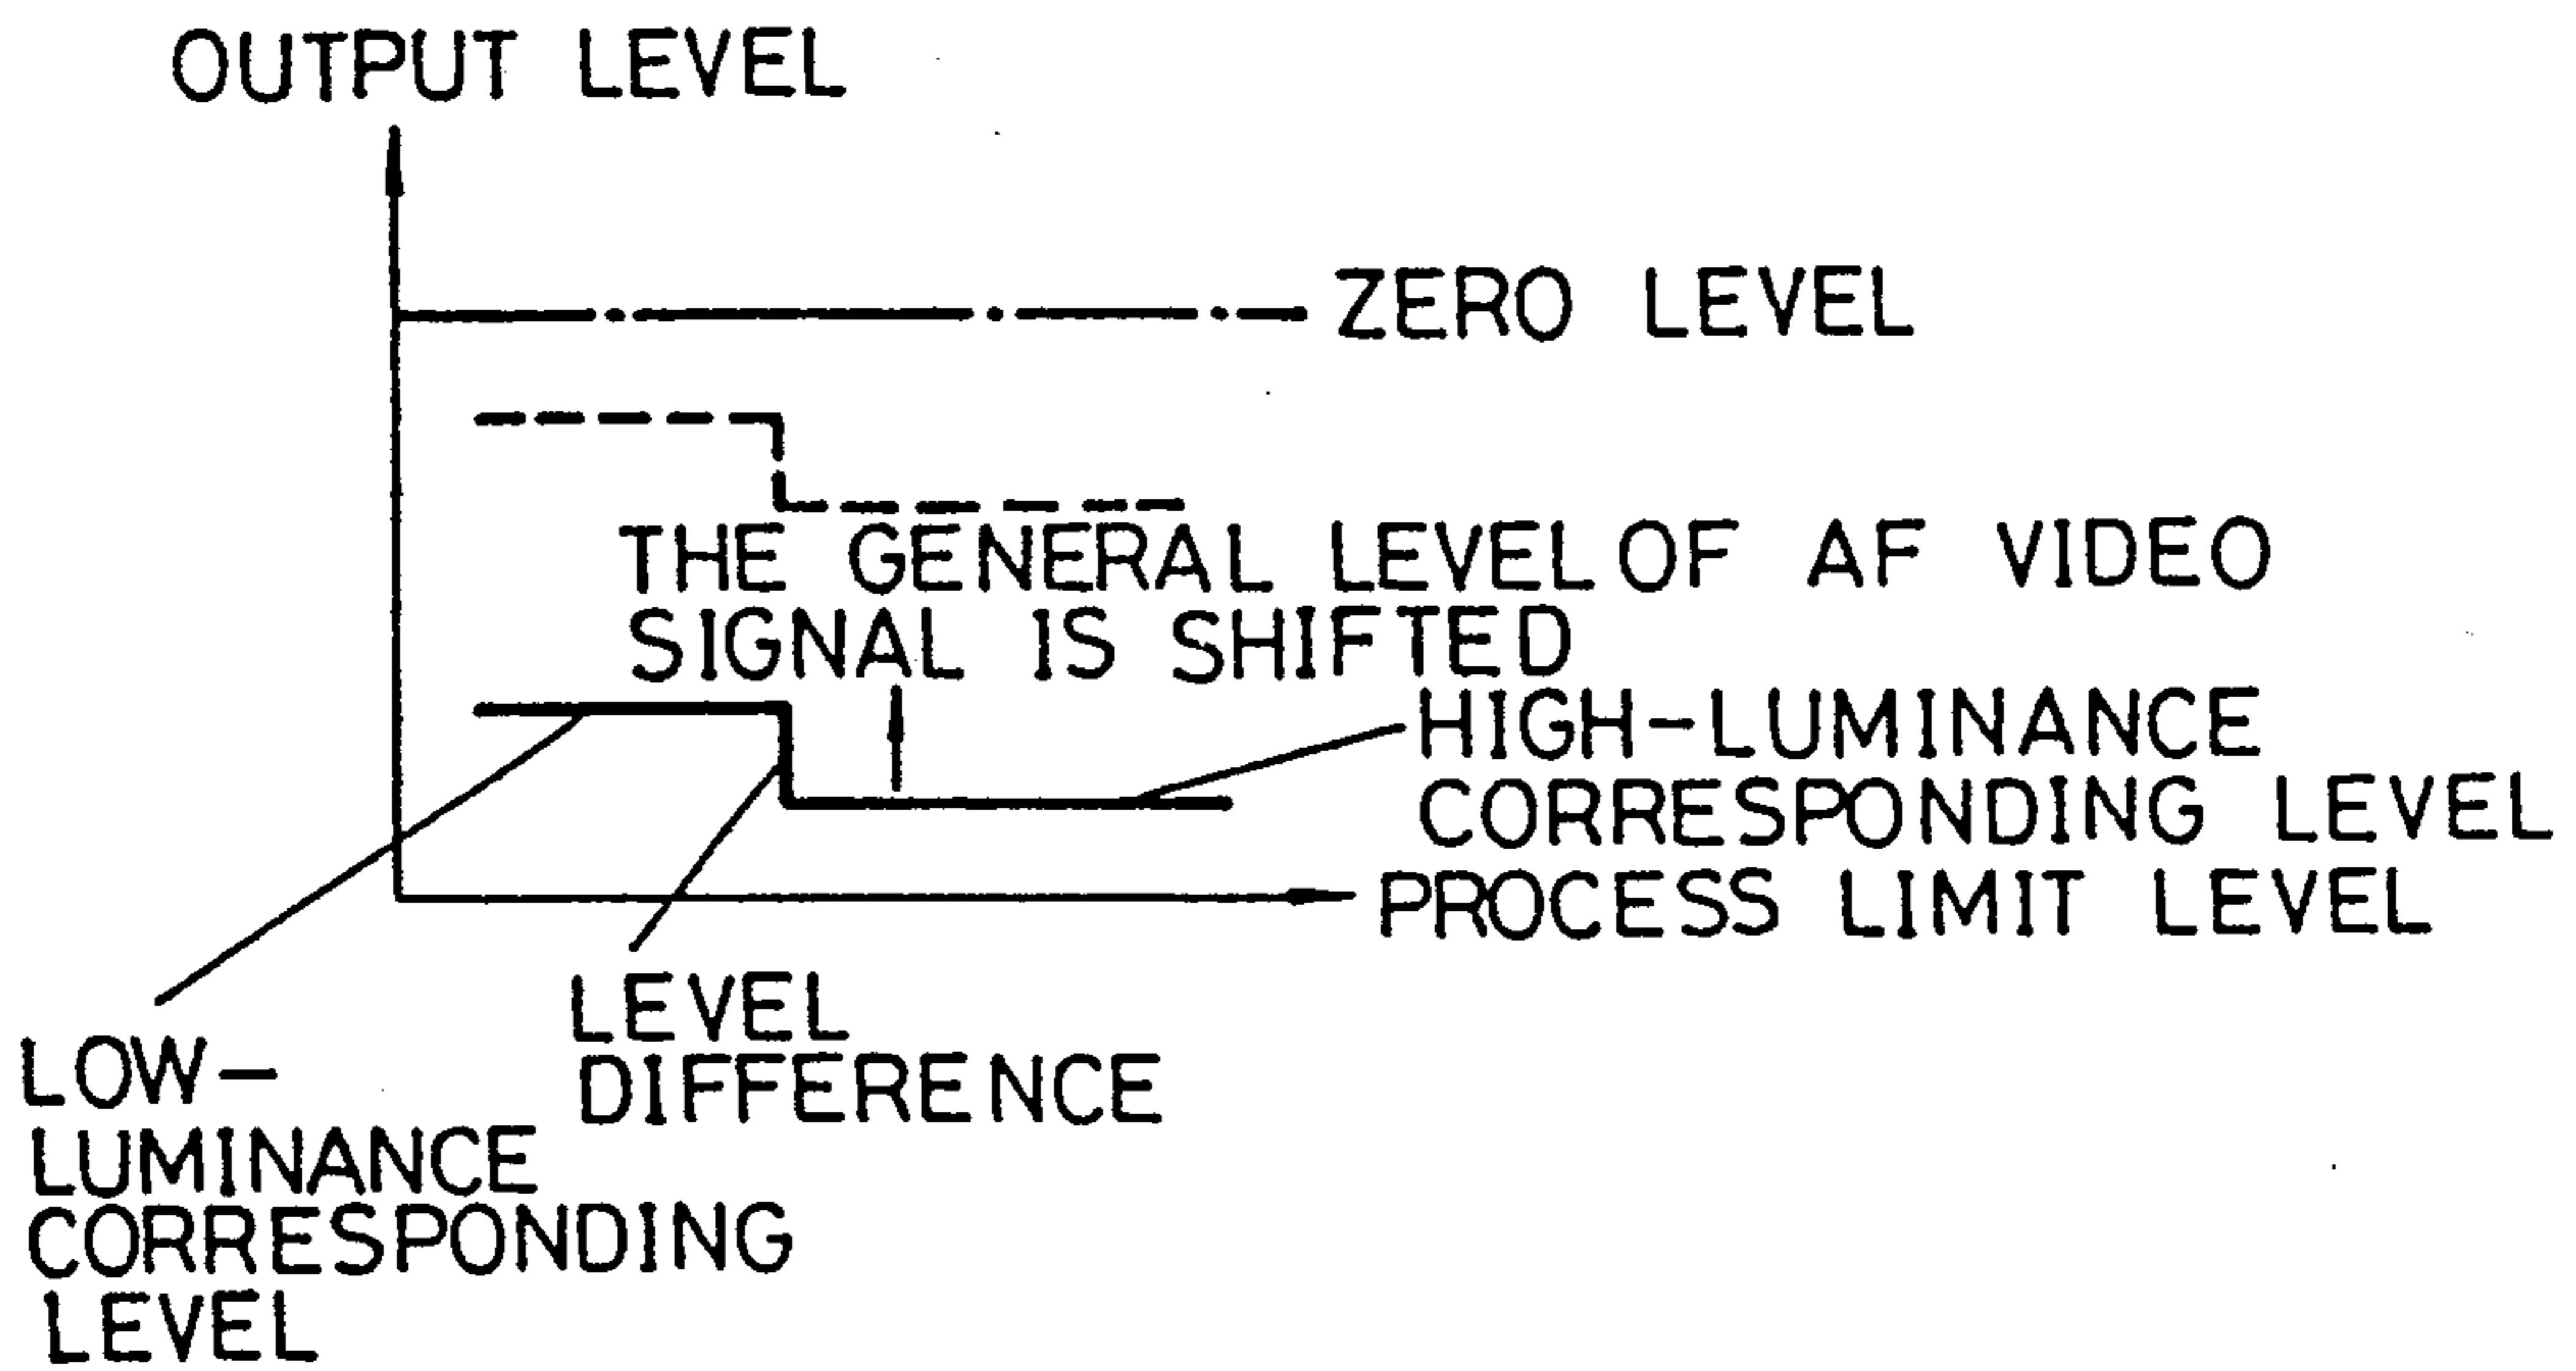 OUTPUT LEVEL
ZERO LEVEL
THE GENERAL LEVEL OF AF VIDEO
SIGNAL IS SHIFTED
HIGH-LUMINANCE
CORRESPONDING LEVEL
PROCESS LIMIT LEVEL
LEVEL
DIFFERENCE
LOW-
LUMINANCE
CORRESPONDING
LEVEL